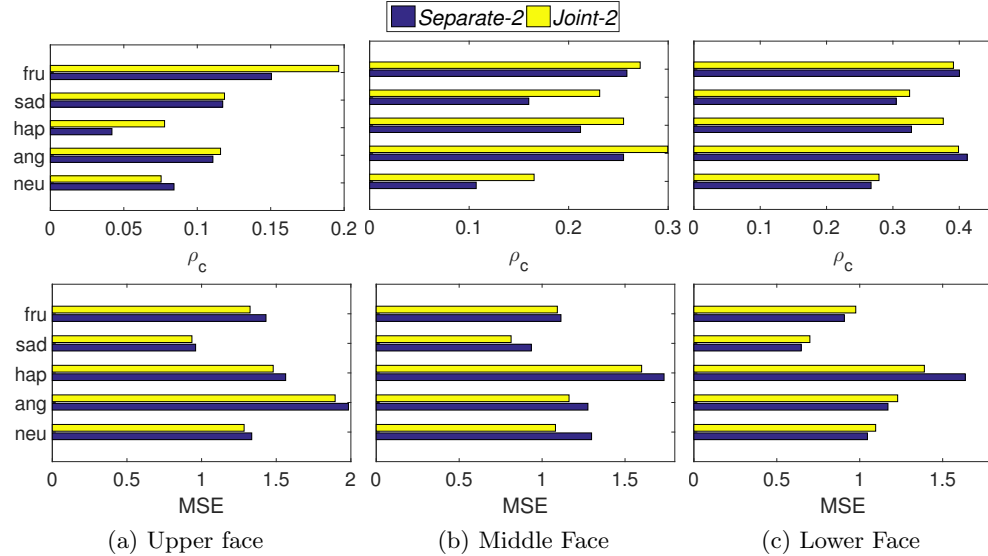 Separate-2 Joint-2
fru
sad
hap
ang
neu
0 0.05 0.1 0.15 0.2
ρc
0 0.1 0.2 0.3
ρc
0 0.1 0.2 0.3 0.4
ρc
fru
sad
hap
ang
neu
0 0.5 1 1.5 2
MSE
0 0.5 1 1.5
MSE
0 0.5 1 1.5
MSE
(a) Upper face
(b) Middle Face
(c) Lower Face